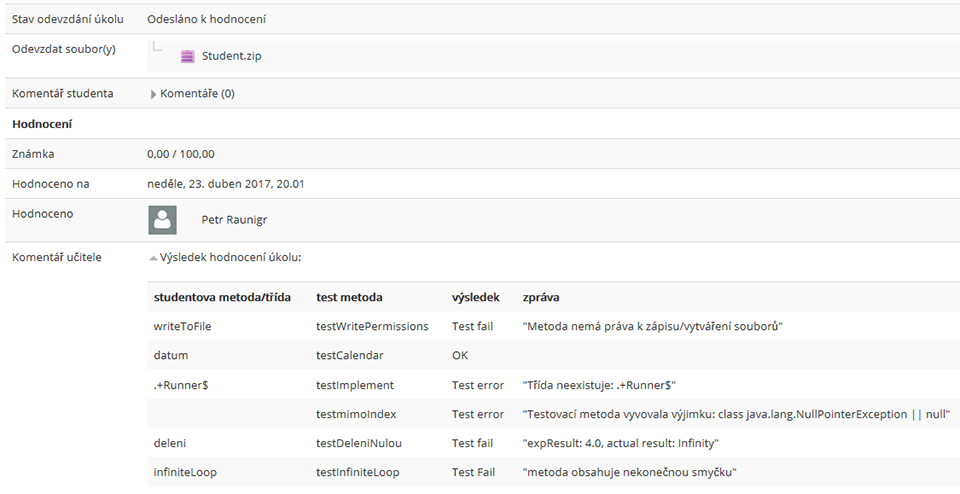 Stav odevzdání úkolu Odesláno k hodnocení
Odevzdat soubor(y) Student.zip
Komentář studenta Komentáře (0)
Hodnocení
Známka 0,00 / 100,00
Hodnoceno na neděle, 23. duben 2017, 20.01
Hodnoceno Petr Raunigr
Komentář učitele Výsledek hodnocení úkolu:
studentova metoda/třída test metoda výsledek zpráva
writeToFile testWritePermissions Test fail "Metoda nemá práva k zápisu/vytváření souborů"
datum testCalendar OK
.+Runner$ testImplement Test error "Třída neexistuje: .+Runner$"
testmimoIndex Test error "Testovací metoda vyvovala výjimku: class java.lang.NullPointerException || null"
deleni testDeleniNulou Test fail "expResult: 4.0, actual result: Infinity"
infiniteLoop testInfiniteLoop Test Fail "metoda obsahuje nekonečnou smyčku"